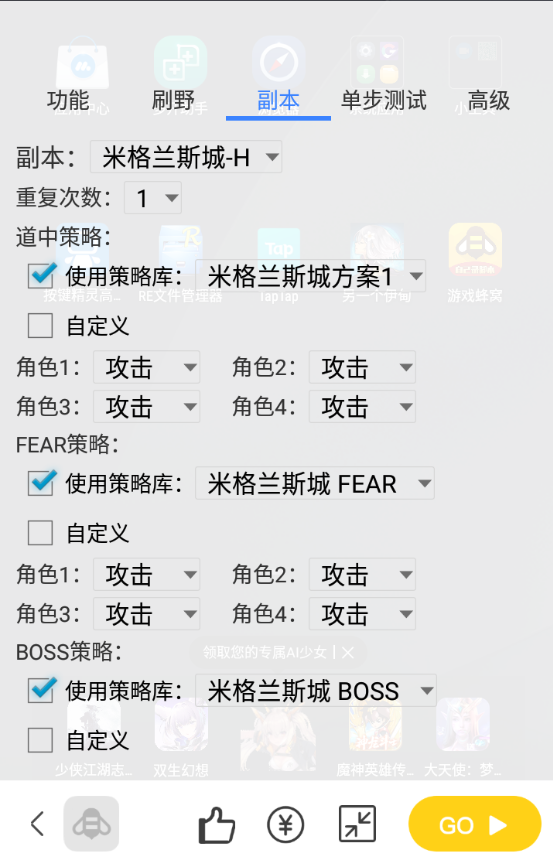 功能 刷野 副本 单步测试 高级
副本： 米格兰斯城-H
重复次数： 1
道中策略：
使用策略库： 米格兰斯城方案1
按键精灵高... RE文件管理器 TapTap 另一个伊甸 游戏蜂窝
自定义
角色1： 攻击 角色2： 攻击
角色3： 攻击 角色4： 攻击
FEAR策略：
使用策略库： 米格兰斯城 FEAR
自定义
角色1： 攻击 角色2： 攻击
角色3： 攻击 角色4： 攻击
BOSS策略：
领取您的专属AI少女
使用策略库： 米格兰斯城 BOSS
自定义
少侠江湖志... 双生幻想 魔神英雄传... 大天使：梦...
GO